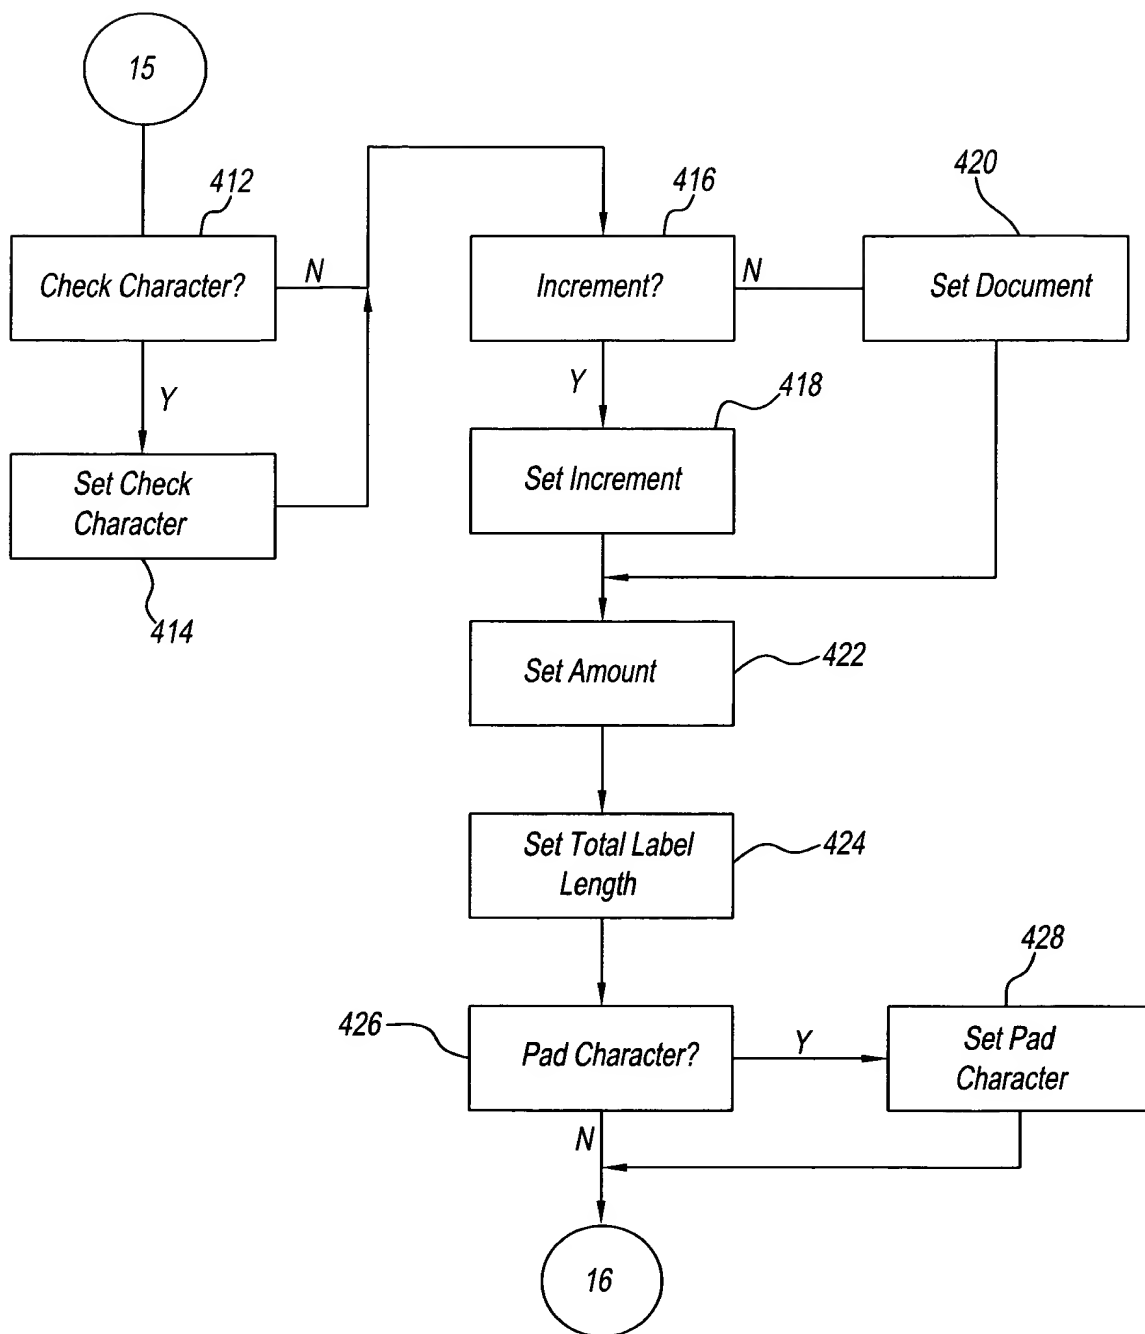 15
412
416
420
Check Character?
N
Increment?
N
Set Document
Y
Y
418
Set Check
Character
Set Increment
414
Set Amount
422
Set Total Label
Length
424
428
426
Pad Character?
Y
Set Pad
Character
N
16